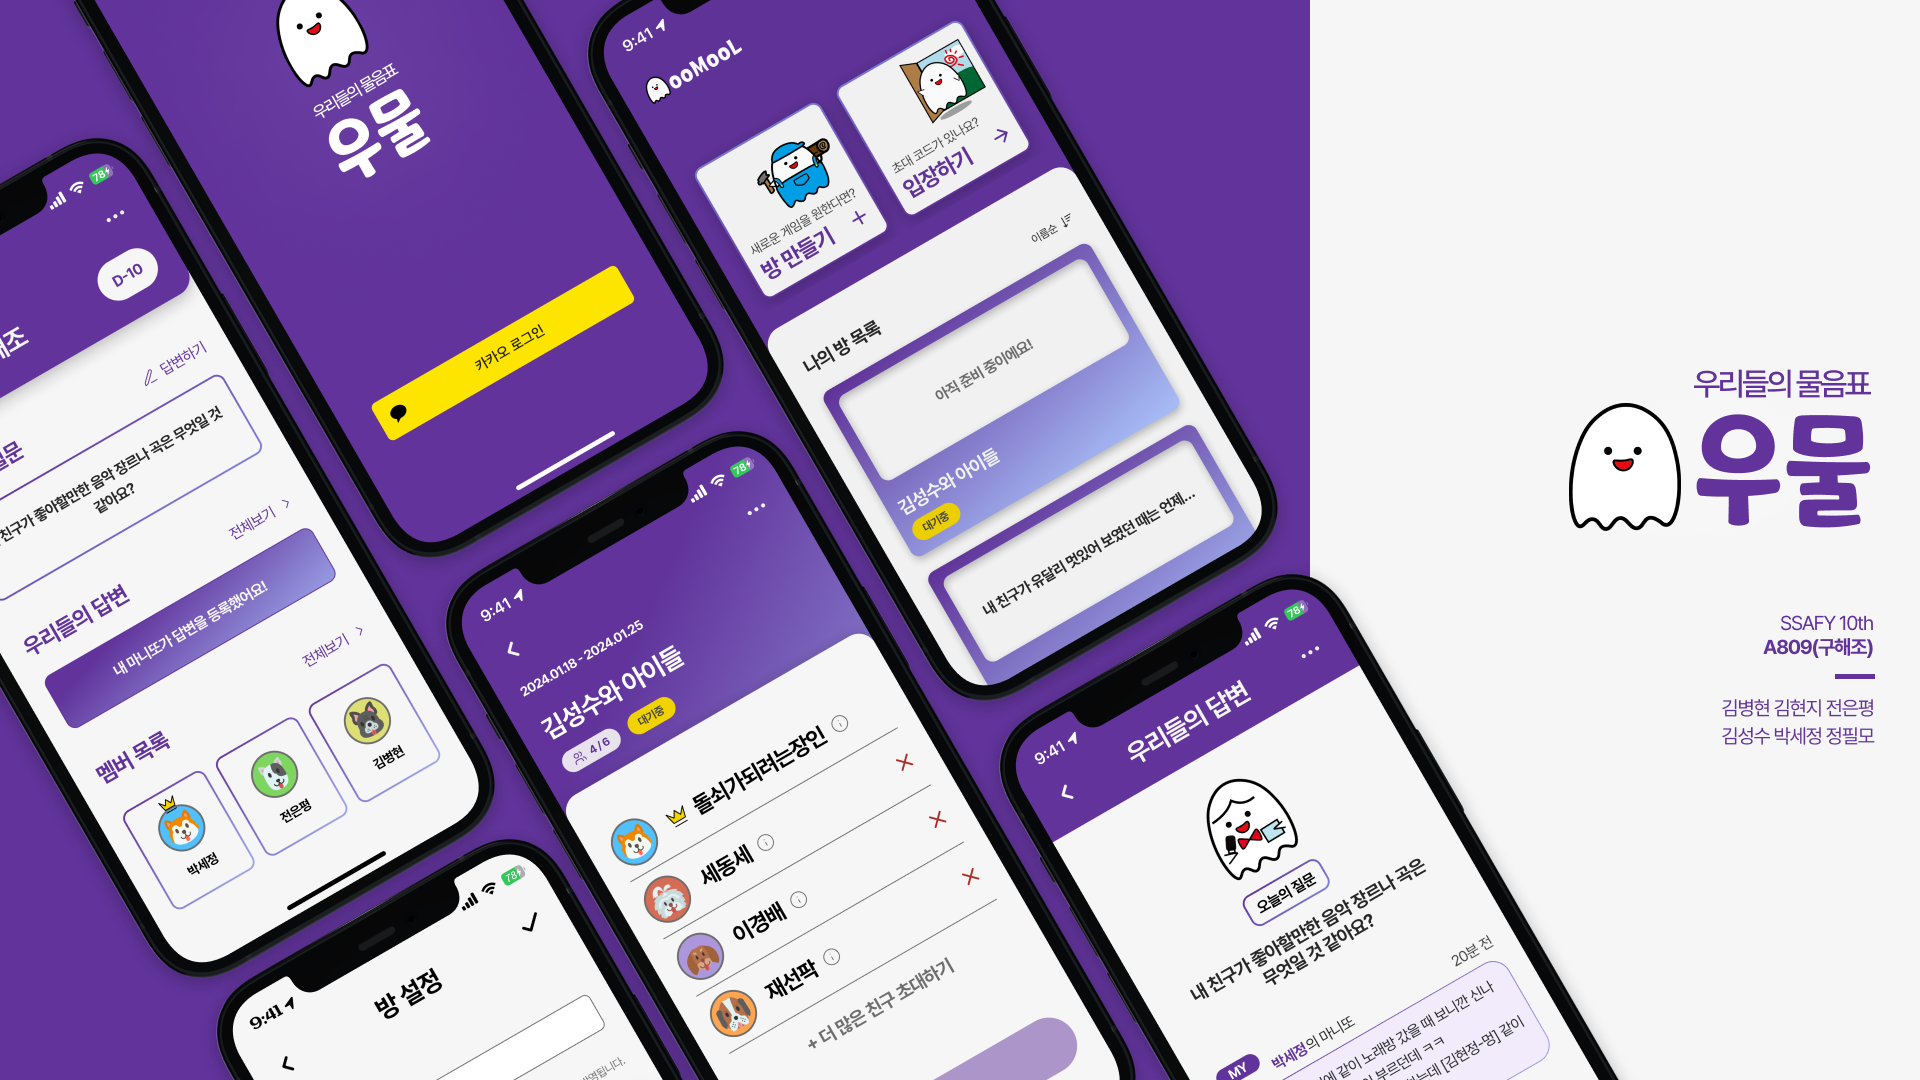 우리들의 물음표
우물
카카오 로그인
9:41
ooMooL
새로운 게임을 원한다면?
방 만들기
초대 코드가 있나요?
입장하기
이름순
나의 방 목록
아직 준비 중이에요!
김성수와 아이들
대기중
내 친구가 유달리 멋있어 보였던 때는 언제...
78
D-10
답변하기
친구가 좋아할만한 음악 장르나 곡은 무엇일 것
같아요?
전체보기
우리들의 답변
내 마니또가 답변을 등록했어요!
전체보기
멤버 목록
박세정
전은평
김병현
9:41
78
2024.01.18 - 2024.01.25
김성수와 아이들
4 / 6
대기중
돌쇠가되려는장인
세동세
이경배
재선팍
+ 더 많은 친구 초대하기
9:41
78
방 설정
9:41
78
우리들의 답변
오늘의 질문
내 친구가 좋아할만한 음악 장르나 곡은
무엇일 것 같아요?
20분 전
MY
박세정의 마니또
같이 노래방 갔을 때 보니깐 신나
부르던데 ㅋㅋ
[김현정-멍] 같이
우리들의 물음표
우물
SSAFY 10th
A809(구해조)
김병현 김현지 전은평
김성수 박세정 정필모